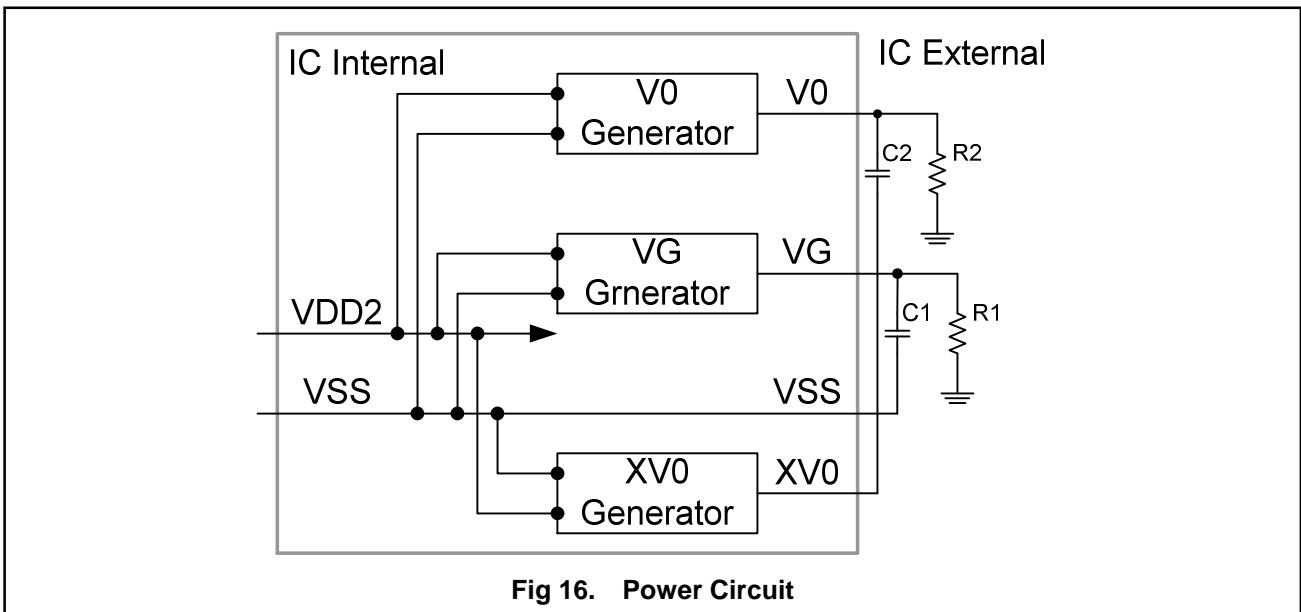 IC Internal
IC External
V0
Generator
V0
C2
R2
VG
Grnerator
VG
C1
R1
VDD2
VSS
VSS
XV0
Generator
XV0
Fig 16. Power Circuit